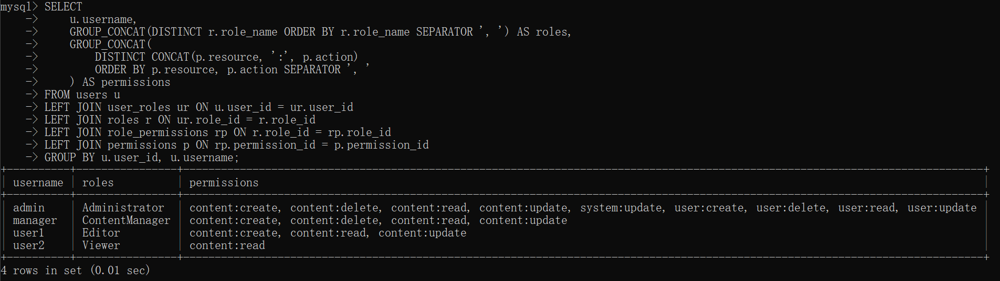 mysql> SELECT
    ->     u.username,
    ->     GROUP_CONCAT(DISTINCT r.role_name ORDER BY r.role_name SEPARATOR ', ') AS roles,
    ->     GROUP_CONCAT(
    ->         DISTINCT CONCAT(p.resource, ':', p.action)
    ->         ORDER BY p.resource, p.action SEPARATOR ', '
    ->     ) AS permissions
    -> FROM users u
    -> LEFT JOIN user_roles ur ON u.user_id = ur.user_id
    -> LEFT JOIN roles r ON ur.role_id = r.role_id
    -> LEFT JOIN role_permissions rp ON r.role_id = rp.role_id
    -> LEFT JOIN permissions p ON rp.permission_id = p.permission_id
    -> GROUP BY u.user_id, u.username;
| username | roles          | permissions |
| admin    | Administrator  | content:create, content:delete, content:read, content:update, system:update, user:create, user:delete, user:read, user:update |
| manager  | ContentManager | content:create, content:delete, content:read, content:update |
| user1    | Editor         | content:create, content:read, content:update |
| user2    | Viewer         | content:read |
4 rows in set (0.01 sec)